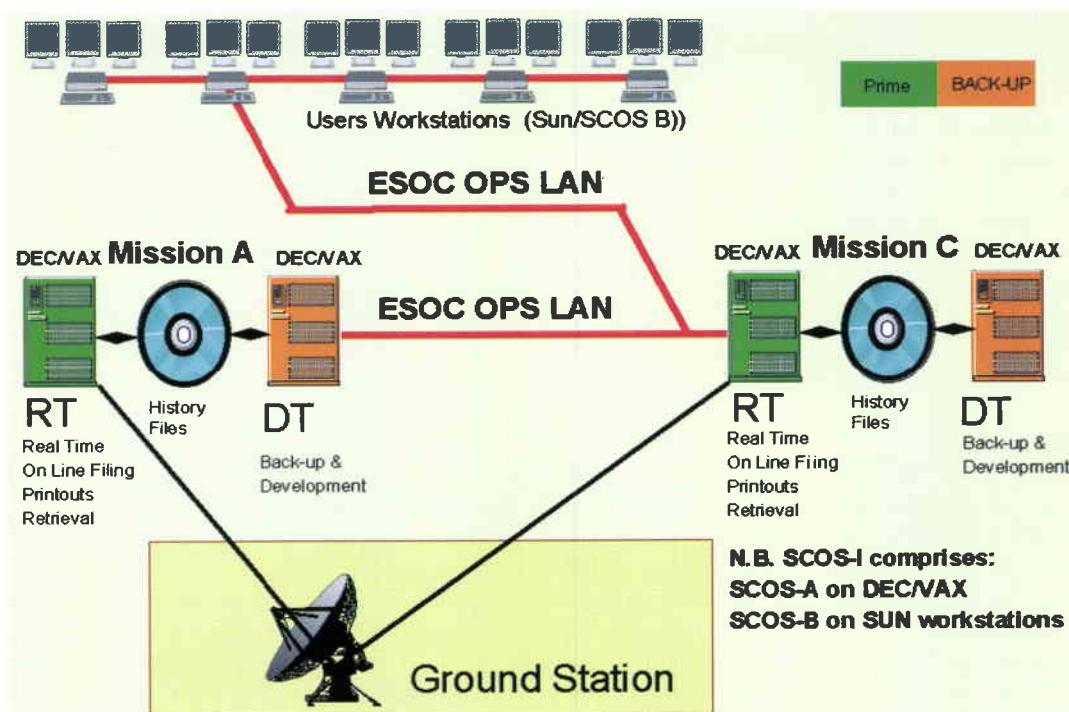 Prime
BACK-UP
Users Workstations (Sun/SCOS B))
ESOC OPS LAN
DEC/VAX Mission A DEC/VAX
ESOC OPS LAN
DEC/VAX Mission C DEC/VAX
RT
Real Time
On Line Filing
Printouts
Retrieval
History
Files
DT
Back-up &
Development
RT
Real Time
On Line Filing
Printouts
Retrieval
History
Files
DT
Back-up &
Development
N.B. SCOS-I comprises:
SCOS-A on DEC/VAX
SCOS-B on SUN workstations
Ground Station